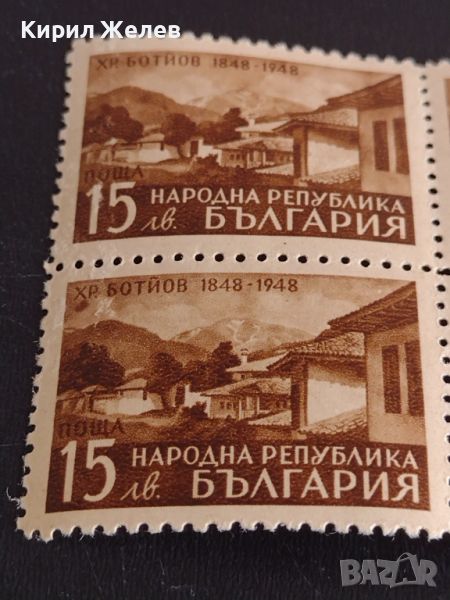 Кирил Желев
ХР. БОТЙОВ 1848-1948
ПОЩА
15 лв. НАРОДНА РЕПУБЛИКА
БЪЛГАРИЯ
ХР. БОТЙОВ 1848-1948
ПОЩА
15 лв. НАРОДНА РЕПУБЛИКА
БЪЛГАРИЯ
BAZAR